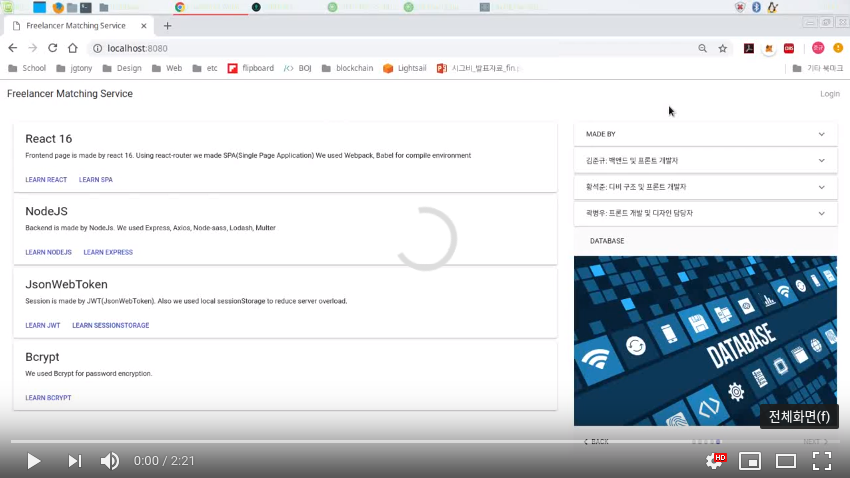 Freelancer Matching Service
localhost:8080
School
jgtony
Design
Web
etc
flipboard
BOJ
blockchain
Lightsail
시그비_발표자료_fin
기타 북마크
Freelancer Matching Service
Login
React 16
Frontend page is made by react 16. Using react-router we made SPA(Single Page Application) We used Webpack, Babel for compile environment
LEARN REACT LEARN SPA
NodeJS
Backend is made by NodeJs. We used Express, Axios, Node-sass, Lodash, Multer
LEARN NODEJS LEARN EXPRESS
JsonWebToken
Session is made by JWT(JsonWebToken). Also we used local sessionStorage to reduce server overload.
LEARN JWT LEARN SESSIONSTORAGE
Bcrypt
We used Bcrypt for password encryption.
LEARN BCRYPT
MADE BY
김준규: 백엔드 및 프론트 개발자
황석준: 디비 구조 및 프론트 개발자
곽병우: 프론트 개발 및 디자인 담당자
DATABASE
DATABASE
전체화면(f)
BACK
NEXT
0:00 / 2:21
HD